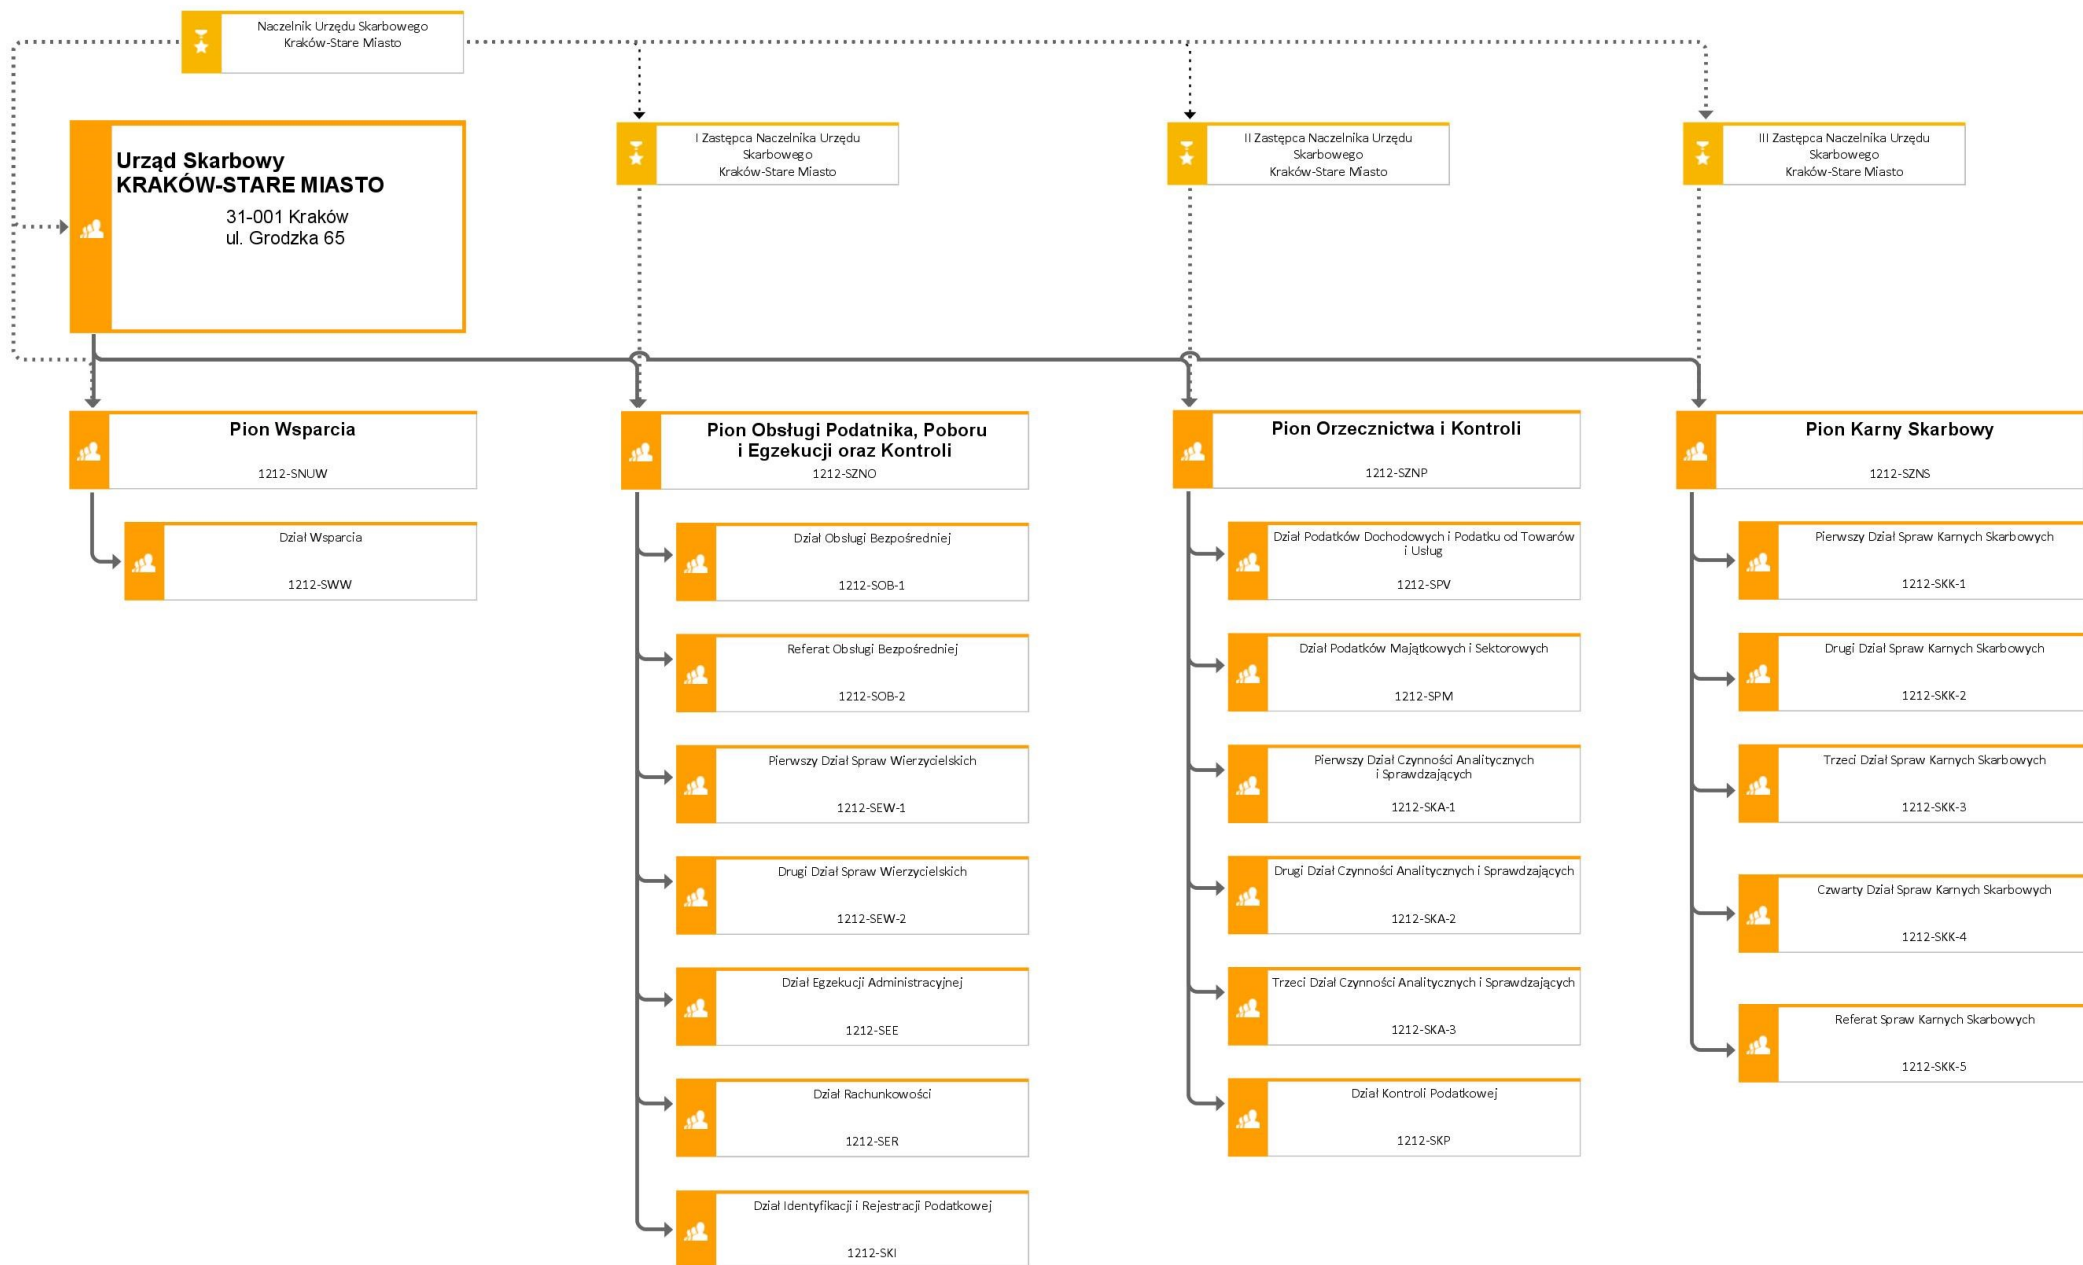 Naczelnik Urzędu Skarbowego
Kraków-Stare Miasto
Urząd Skarbowy
KRAKÓW-STARE MIASTO
31-001 Kraków
ul. Grodzka 65
I Zastępca Naczelnika Urzędu
Skarbowego
Kraków-Stare Miasto
II Zastępca Naczelnika Urzędu
Skarbowego
Kraków-Stare Miasto
III Zastępca Naczelnika Urzędu
Skarbowego
Kraków-Stare Miasto
Pion Wsparcia
1212-SNUW
Dział Wsparcia
1212-SWW
Pion Obsługi Podatnika, Poboru
i Egzekucji oraz Kontroli
1212-SZNO
Dział Obsługi Bezpośredniej
1212-SOB-1
Referat Obsługi Bezpośredniej
1212-SOB-2
Pierwszy Dział Spraw Wierzycielskich
1212-SEW-1
Drugi Dział Spraw Wierzycielskich
1212-SEW-2
Dział Egzekucji Administracyjnej
1212-SEE
Dział Rachunkowości
1212-SER
Dział Identyfikacji i Rejestracji Podatkowej
1212-SKI
Pion Orzecznictwa i Kontroli
1212-SZNP
Dział Podatków Dochodowych i Podatku od Towarów
i Usług
1212-SPV
Dział Podatków Majątkowych i Sektorowych
1212-SPM
Pierwszy Dział Czynności Analitycznych
i Sprawdzających
1212-SKA-1
Drugi Dział Czynności Analitycznych i Sprawdzających
1212-SKA-2
Trzeci Dział Czynności Analitycznych i Sprawdzających
1212-SKA-3
Dział Kontroli Podatkowej
1212-SKP
Pion Karny Skarbowy
1212-SZNS
Pierwszy Dział Spraw Karnych Skarbowych
1212-SKK-1
Drugi Dział Spraw Karnych Skarbowych
1212-SKK-2
Trzeci Dział Spraw Karnych Skarbowych
1212-SKK-3
Czwarty Dział Spraw Karnych Skarbowych
1212-SKK-4
Referat Spraw Karnych Skarbowych
1212-SKK-5